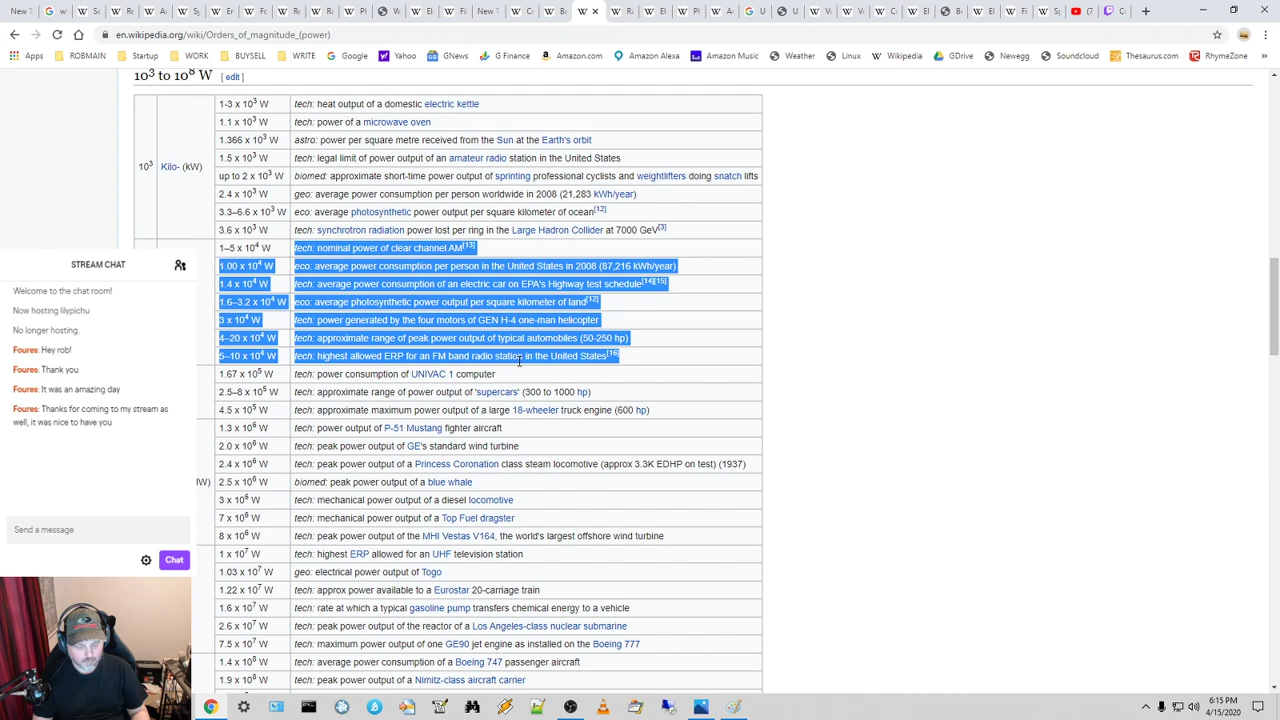 New T
W
en.wikipedia.org/wiki/Orders_of_magnitude_(power)
Apps ROBMAIN Startup WORK BUYSELL WRITE Google Yahoo GNews G Finance Amazon.com Amazon Alexa Amazon Music Weather Linux Wikipedia GDrive Newegg Soundcloud Thesaurus.com RhymeZone »
10³ to 10⁸ W [ edit ]
10³ Kilo- (kW)
1-3 x 10³ W tech: heat output of a domestic electric kettle
1.1 x 10³ W tech: power of a microwave oven
1.366 x 10³ W astro: power per square metre received from the Sun at the Earth's orbit
1.5 x 10³ W tech: legal limit of power output of an amateur radio station in the United States
up to 2 x 10³ W biomed: approximate short-time power output of sprinting professional cyclists and weightlifters doing snatch lifts
2.4 x 10³ W geo: average power consumption per person worldwide in 2008 (21,283 kWh/year)
3.3–6.6 x 10³ W eco: average photosynthetic power output per square kilometer of ocean[12]
3.6 x 10³ W tech: synchrotron radiation power lost per ring in the Large Hadron Collider at 7000 GeV[3]
1–5 x 10⁴ W tech: nominal power of clear channel AM[13]
1.00 x 10⁴ W eco: average power consumption per person in the United States in 2008 (87,216 kWh/year)
1.4 x 10⁴ W tech: average power consumption of an electric car on EPA's Highway test schedule[14][15]
1.6–3.2 x 10⁴ W eco: average photosynthetic power output per square kilometer of land[12]
3 x 10⁴ W tech: power generated by the four motors of GEN H-4 one-man helicopter
4–20 x 10⁴ W tech: approximate range of peak power output of typical automobiles (50-250 hp)
5–10 x 10⁴ W tech: highest allowed ERP for an FM band radio station in the United States[16]
1.67 x 10⁵ W tech: power consumption of UNIVAC 1 computer
2.5–8 x 10⁵ W tech: approximate range of power output of 'supercars' (300 to 1000 hp)
4.5 x 10⁵ W tech: approximate maximum power output of a large 18-wheeler truck engine (600 hp)
1.3 x 10⁶ W tech: power output of P-51 Mustang fighter aircraft
2.0 x 10⁶ W tech: peak power output of GE's standard wind turbine
2.4 x 10⁶ W tech: peak power output of a Princess Coronation class steam locomotive (approx 3.3K EDHP on test) (1937)
2.5 x 10⁶ W biomed: peak power output of a blue whale
3 x 10⁶ W tech: mechanical power output of a diesel locomotive
7 x 10⁶ W tech: mechanical power output of a Top Fuel dragster
8 x 10⁶ W tech: peak power output of the MHI Vestas V164, the world's largest offshore wind turbine
1 x 10⁷ W tech: highest ERP allowed for an UHF television station
1.03 x 10⁷ W geo: electrical power output of Togo
1.22 x 10⁷ W tech: approx power available to a Eurostar 20-carriage train
1.6 x 10⁷ W tech: rate at which a typical gasoline pump transfers chemical energy to a vehicle
2.6 x 10⁷ W tech: peak power output of the reactor of a Los Angeles-class nuclear submarine
7.5 x 10⁷ W tech: maximum power output of one GE90 jet engine as installed on the Boeing 777
1.4 x 10⁸ W tech: average power consumption of a Boeing 747 passenger aircraft
1.9 x 10⁸ W tech: peak power output of a Nimitz-class aircraft carrier
STREAM CHAT
Welcome to the chat room!
Now hosting lilypichu
No longer hosting.
Foures: Hey rob!
Foures: Thank you
Foures: It was an amazing day
Foures: Thanks for coming to my stream as
well, it was nice to have you
Send a message
Chat
6:15 PM
4/15/2020